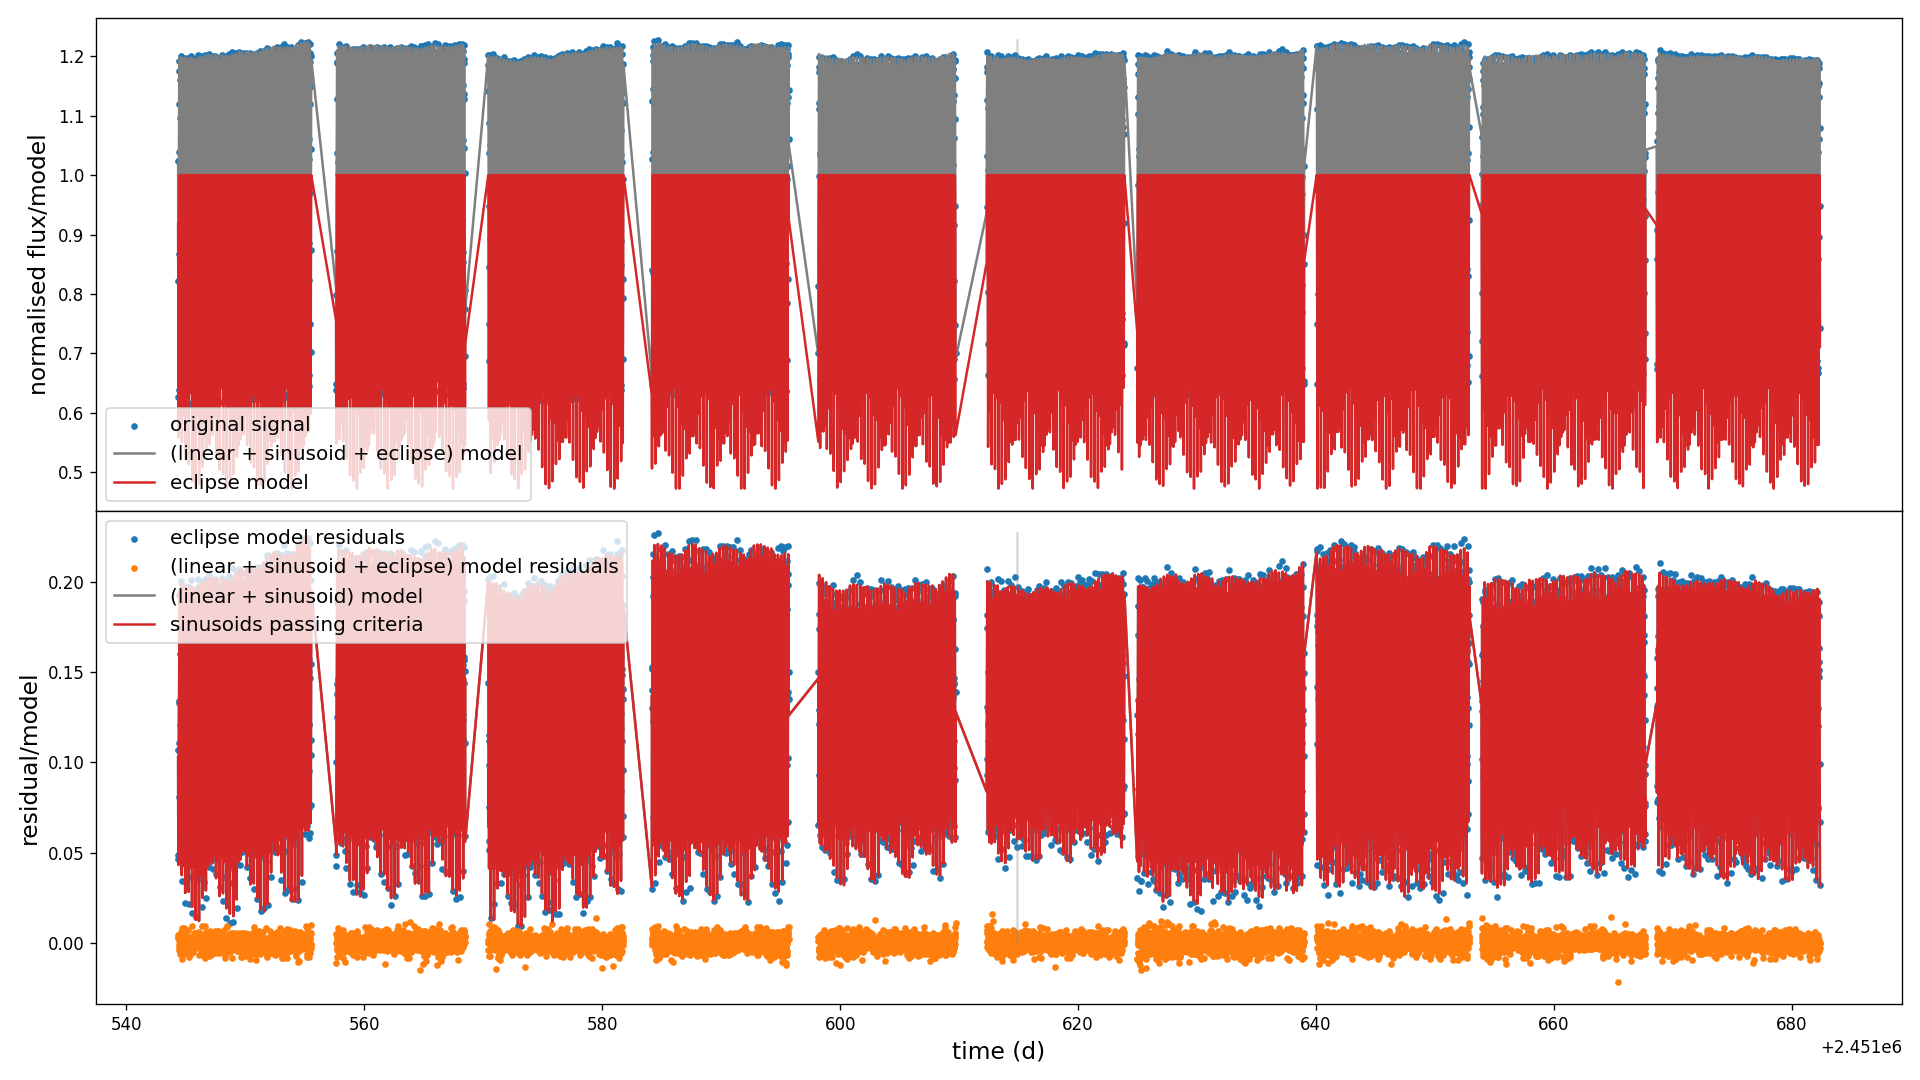 normalised flux/model
1.2
1.1
1.0
0.9
0.8
0.7
0.6
0.5
original signal
(linear + sinusoid + eclipse) model
eclipse model
residual/model
0.20
0.15
0.10
0.05
0.00
eclipse model residuals
(linear + sinusoid + eclipse) model residuals
(linear + sinusoid) model
sinusoids passing criteria
540 560 580 600 620 640 660 680
time (d)
+2.451e6